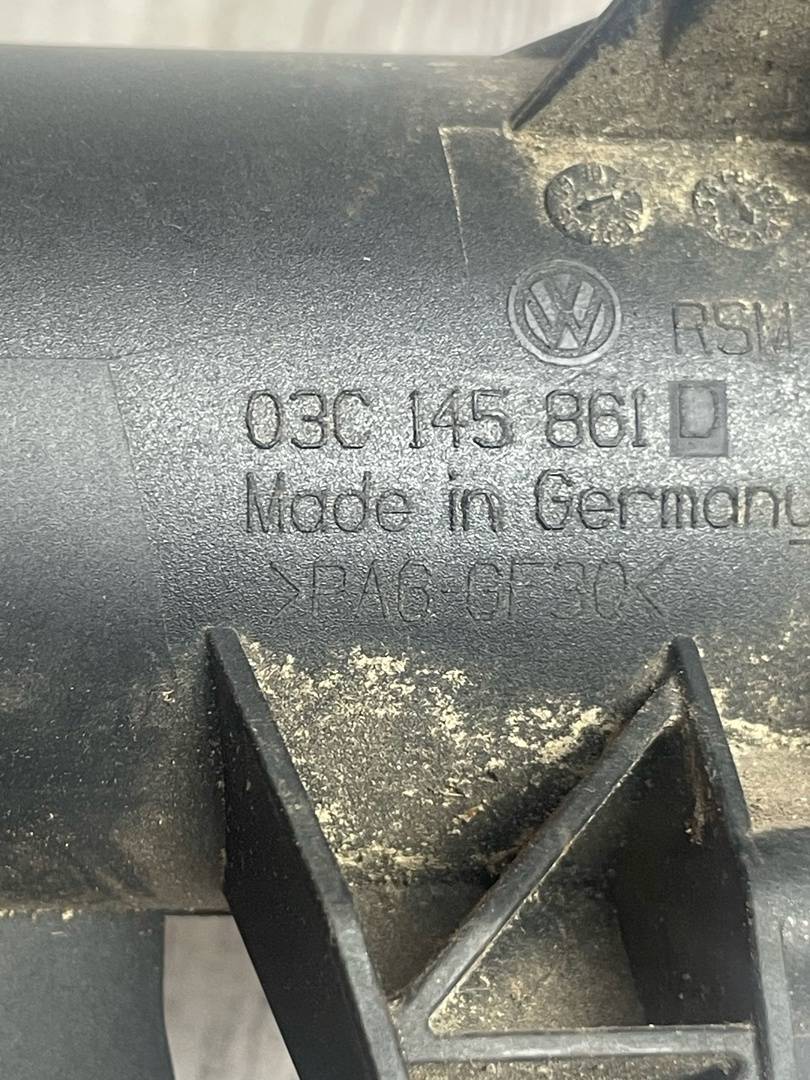 RSM
03C 145 861 D
Made in Germany
>PA6-GF30<